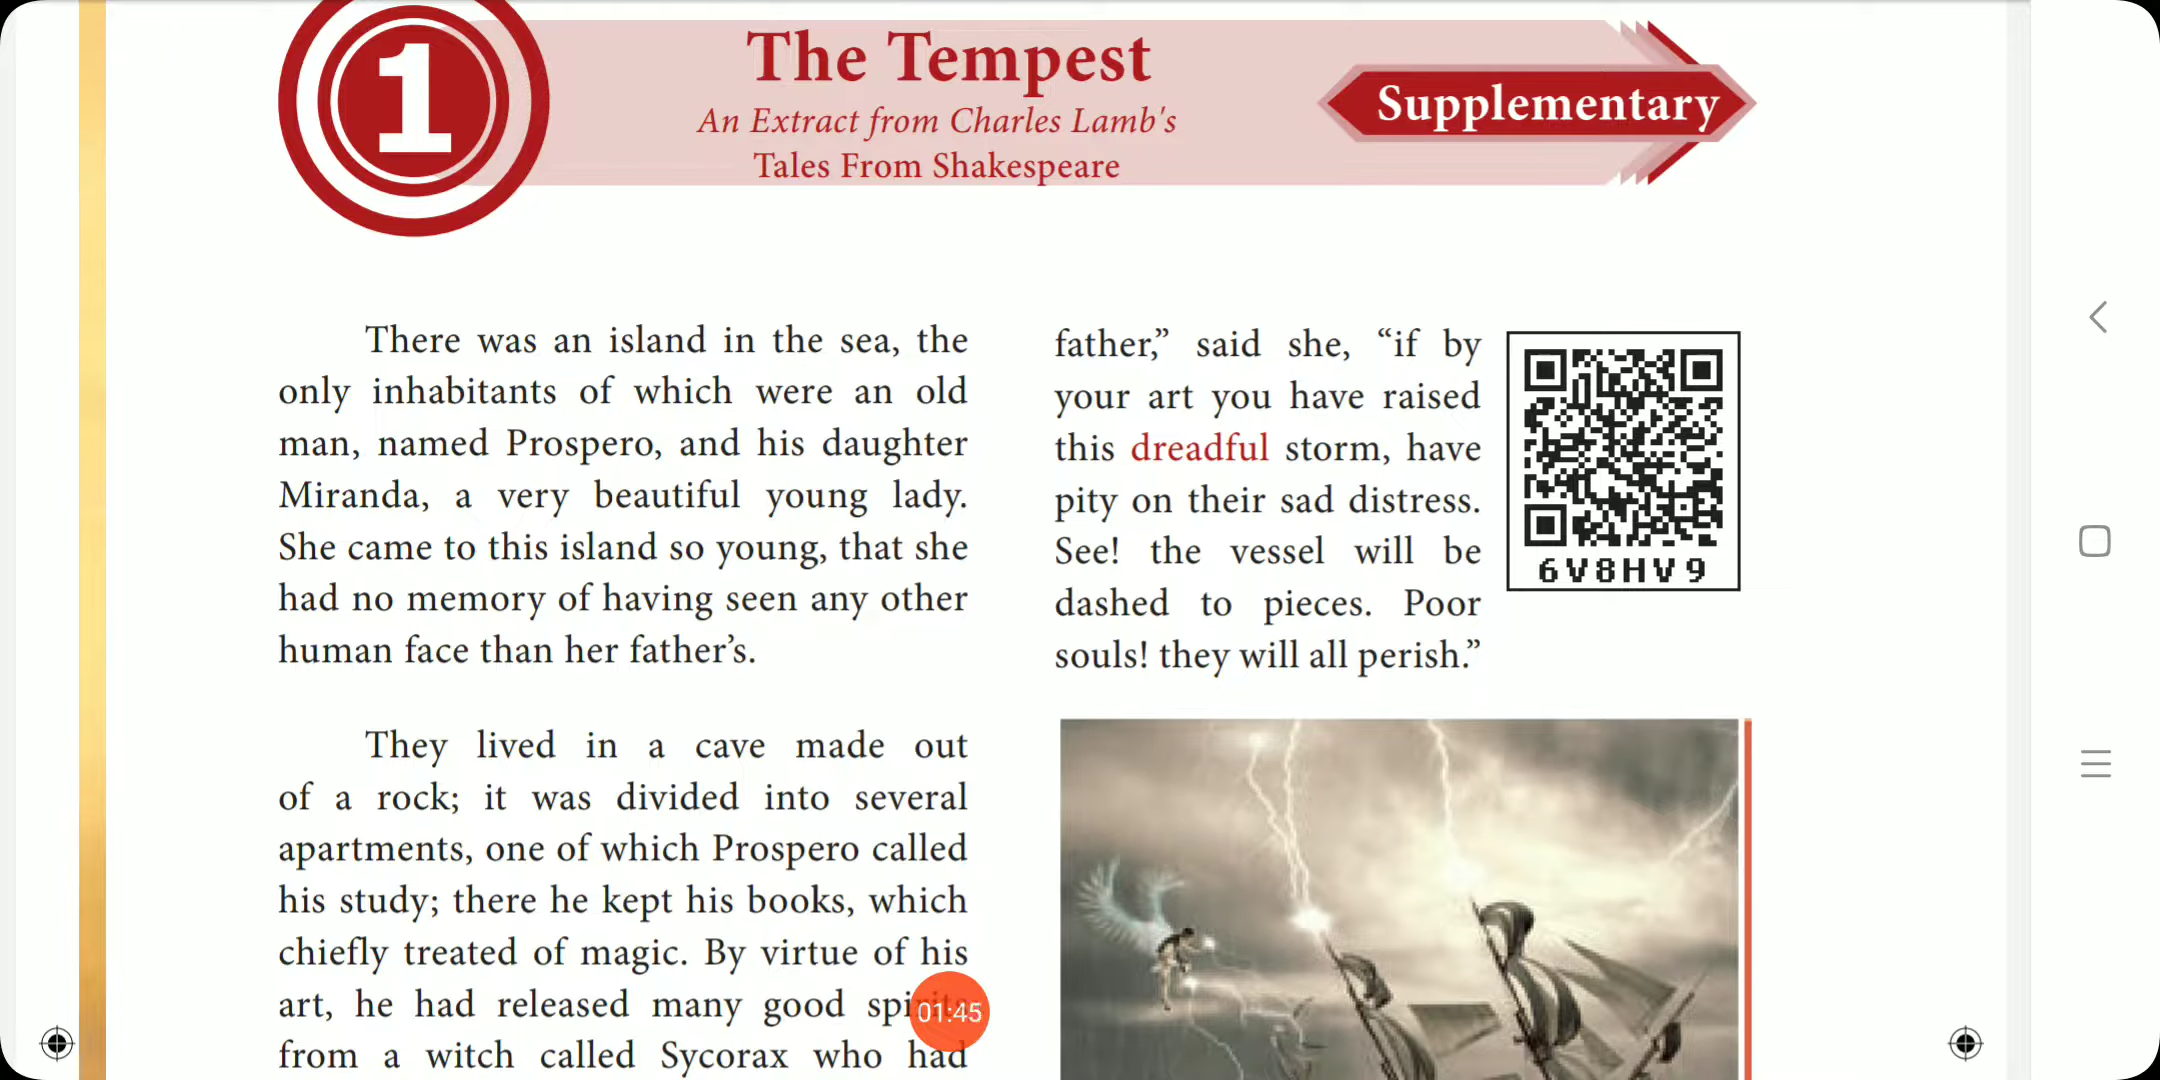 1
The Tempest
An Extract from Charles Lamb's
Tales From Shakespeare
Supplementary
There was an island in the sea, the
only inhabitants of which were an old
man, named Prospero, and his daughter
Miranda, a very beautiful young lady.
She came to this island so young, that she
had no memory of having seen any other
human face than her father’s.
They lived in a cave made out
of a rock; it was divided into several
apartments, one of which Prospero called
his study; there he kept his books, which
chiefly treated of magic. By virtue of his
art, he had released many good spirits
from a witch called Sycorax who had
01:45
father,” said she, “if by
your art you have raised
this dreadful storm, have
pity on their sad distress.
See! the vessel will be
dashed to pieces. Poor
souls! they will all perish.”
6V8HV9